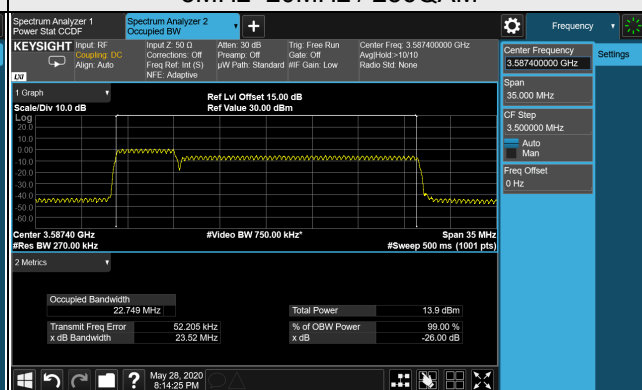 5MHz+20MHz / 256QAM
Spectrum Analyzer 1
Power Stat CCDF
Spectrum Analyzer 2
Occupied BW
Frequency
KEYSIGHT
Input: RF
Coupling: DC
Align: Auto
Input Z: 50 Ω
Corrections: Off
Freq Ref: Int (S)
NFE: Adaptive
Atten: 30 dB
Preamp: Off
µW Path: Standard
Trig: Free Run
Gate: Off
#IF Gain: Low
Center Freq: 3.587400000 GHz
Avg|Hold:>10/10
Radio Std: None
LXI
Center Frequency
3.587400000 GHz
Settings
Span
35.000 MHz
CF Step
3.500000 MHz
Auto
Man
Freq Offset
0 Hz
1 Graph
Scale/Div 10.0 dB
Ref Lvl Offset 15.00 dB
Ref Value 30.00 dBm
Log
20.0
10.0
0.00
-10.0
-20.0
-30.0
-40.0
-50.0
-60.0
Center 3.58740 GHz
#Res BW 270.00 kHz
#Video BW 750.00 kHz*
Span 35 MHz
#Sweep 500 ms (1001 pts)
2 Metrics
Occupied Bandwidth
22.749 MHz
Total Power 13.9 dBm
Transmit Freq Error 52.205 kHz
% of OBW Power 99.00 %
x dB Bandwidth 23.52 MHz
x dB -26.00 dB
?
May 28, 2020
8:14:25 PM